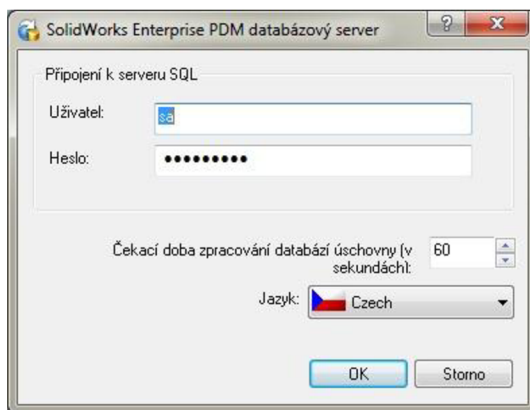 SolidWorks Enterprise PDM databázový server
Připojení k serveru SQL
Uživatel:
sa
Heslo:
•••••••••
Čekací doba zpracování databází úschovny (v
sekundách):
60
Jazyk:
Czech
OK
Storno